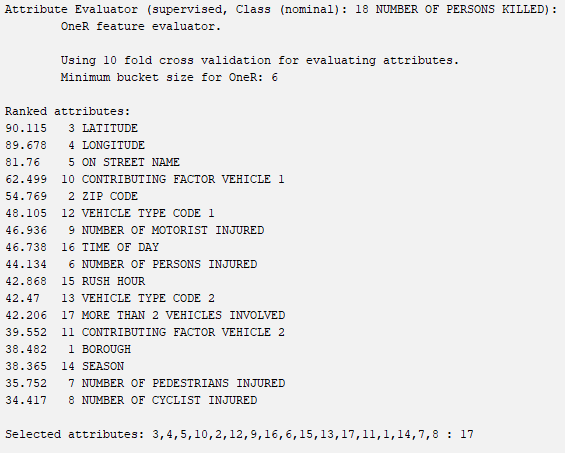 Attribute Evaluator (supervised, Class (nominal): 18 NUMBER OF PERSONS KILLED):
OneR feature evaluator.
Using 10 fold cross validation for evaluating attributes.
Minimum bucket size for OneR: 6
Ranked attributes:
90.115 3 LATITUDE
89.678 4 LONGITUDE
81.76 5 ON STREET NAME
62.499 10 CONTRIBUTING FACTOR VEHICLE 1
54.769 2 ZIP CODE
48.105 12 VEHICLE TYPE CODE 1
46.936 9 NUMBER OF MOTORIST INJURED
46.738 16 TIME OF DAY
44.134 6 NUMBER OF PERSONS INJURED
42.868 15 RUSH HOUR
42.47 13 VEHICLE TYPE CODE 2
42.206 17 MORE THAN 2 VEHICLES INVOLVED
39.552 11 CONTRIBUTING FACTOR VEHICLE 2
38.482 1 BOROUGH
38.365 14 SEASON
35.752 7 NUMBER OF PEDESTRIANS INJURED
34.417 8 NUMBER OF CYCLIST INJURED
Selected attributes: 3,4,5,10,2,12,9,16,6,15,13,17,11,1,14,7,8 : 17